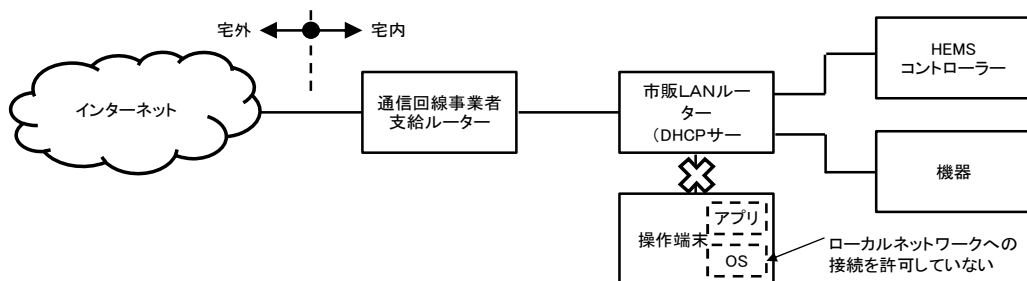 宅外
宅内
インターネット
通信回線事業者
支給ルーター
市販LANルー
ター
(DHCPサー
HEMS
コントローラー
機器
操作端末
アプリ
OS
ローカルネットワークへの
接続を許可していない